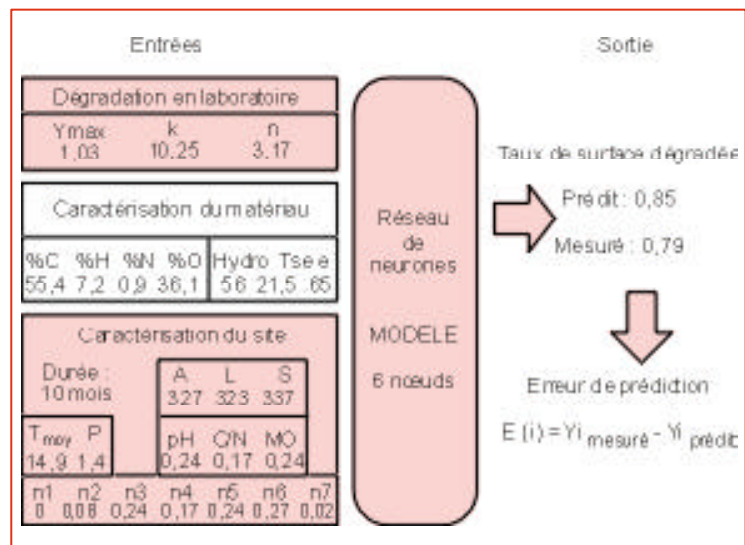 Entrées
Sortie
Dégradation en laboratoire
Ymax k n
1,03 10.25 3.17
Caractérisation du matériau
%C %H %N %O Hydro Tsee
55,4 7,2 0,9 36,1 56 21,5 65
Caractérisation du site
Durée :
10 mois
A L S
327 323 337
Tmoy P
14,9 1,4
pH C/N MO
0,24 0,17 0,24
n1 n2 n3 n4 n5 n6 n7
0 0,08 0,24 0,17 0,24 0,27 0,02
Réseau
de
neurones
MODELE
6 nœuds
Taux de surface dégradée
Prédit : 0,85
Mesuré : 0,79
Erreur de prédiction
E (i) = Yi mesuré - Yi prédit